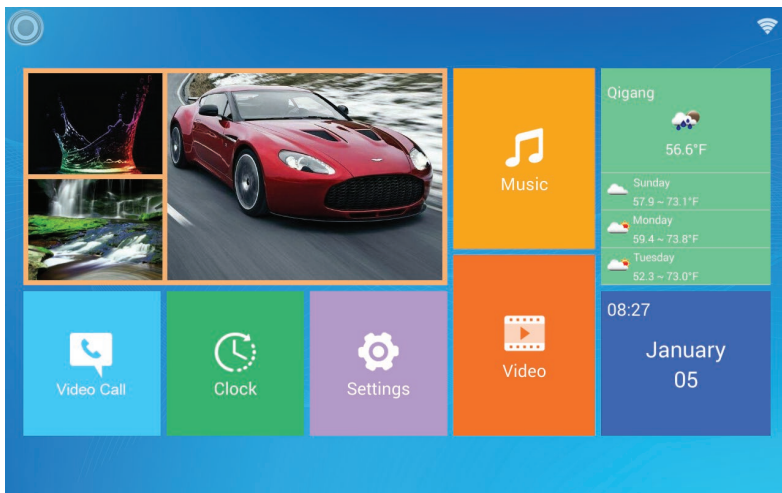 Music
Qigang
56.6°F
Sunday
57.9 ~ 73.1°F
Monday
59.4 ~ 73.8°F
Tuesday
52.3 ~ 73.0°F
Video Call
Clock
Settings
Video
08:27
January
05